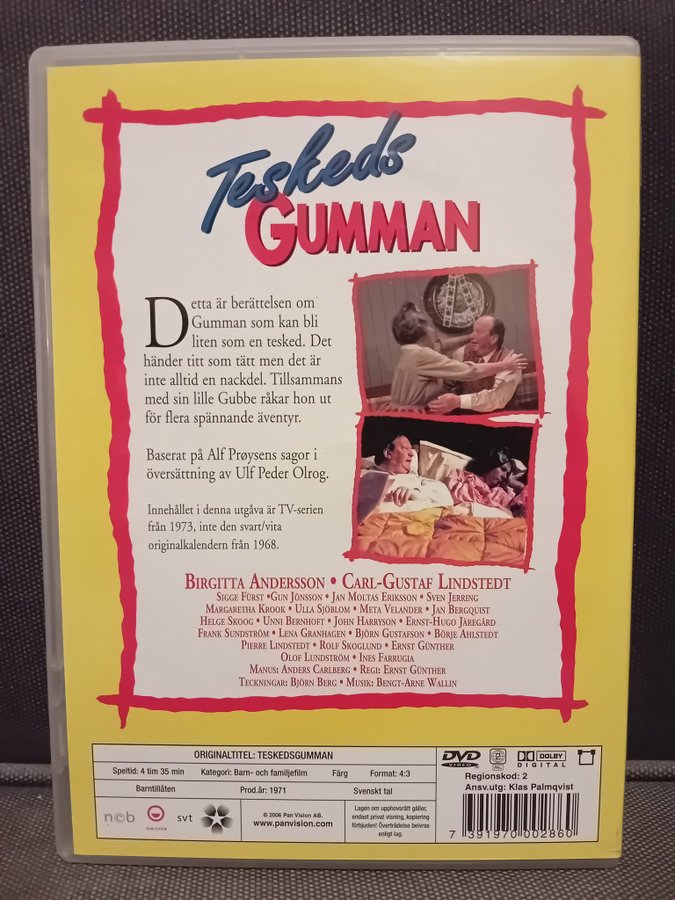 Teskeds
GUMMAN
Detta är berättelsen om
Gumman som kan bli
liten som en tesked. Det
händer titt som tätt men det är
inte alltid en nackdel. Tillsammans
med sin lille Gubbe råkar hon ut
för flera spännande äventyr.
Baserat på Alf Prøysens sagor i
översättning av Ulf Peder Olrog.
Innehållet i denna utgåva är TV-serien
från 1973, inte den svart/vita
originalkalendern från 1968.
BIRGITTA ANDERSSON • CARL-GUSTAF LINDSTEDT
SIGGE FÜRST •GUN JÖNSSON • JAN MOLTAS ERIKSSON • SVEN JERRING
MARGARETHA KROOK • ULLA SJÖBLOM • META VELANDER • JAN BERGQUIST
HELGE SKOOG • UNNI BERNHOFT • JOHN HARRYSON • ERNST-HUGO JÄREGÅRD
FRANK SUNDSTRÖM • LENA GRANHAGEN • BJÖRN GUSTAFSON • BÖRJE AHLSTEDT
PIERRE LINDSTEDT • ROLF SKOGLUND • ERNST GÜNTHER
OLOF LUNDSTRÖM • INES FARRUGIA
MANUS: ANDERS CARLBERG • REGI: ERNST GÜNTHER
TECKNINGAR: BJÖRN BERG • MUSIK: BENGT-ARNE WALLIN
ORIGINALTITEL: TESKEDSGUMMAN
Speltid: 4 tim 35 min Kategori: Barn- och familjefilm Färg Format: 4:3
Barntillåten Prod.år: 1971 Svenskt tal
ncb PAN VISION svt
© 2006 Pan Vision AB.
www.panvision.com
Lagen om upphovsrätt gäller,
endast privat visning, kopiering
förbjuden! Överträdelse beivras
enligt lag.
DVD VIDEO 2 DOLBY DIGITAL
Regionskod: 2
Ansv.utg: Klas Palmqvist
7 391970 002860